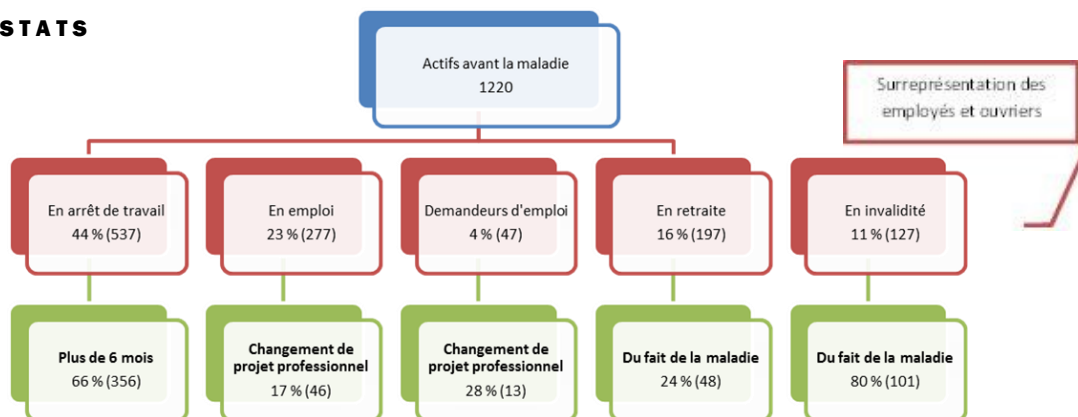 STATS
Actifs avant la maladie
1220
Surreprésentation des
employés et ouvriers
En arrêt de travail
44 % (537)
En emploi
23 % (277)
Demandeurs d'emploi
4 % (47)
En retraite
16 % (197)
En invalidité
11 % (127)
Plus de 6 mois
66 % (356)
Changement de
projet professionnel
17 % (46)
Changement de
projet professionnel
28 % (13)
Du fait de la maladie
24 % (48)
Du fait de la maladie
80 % (101)